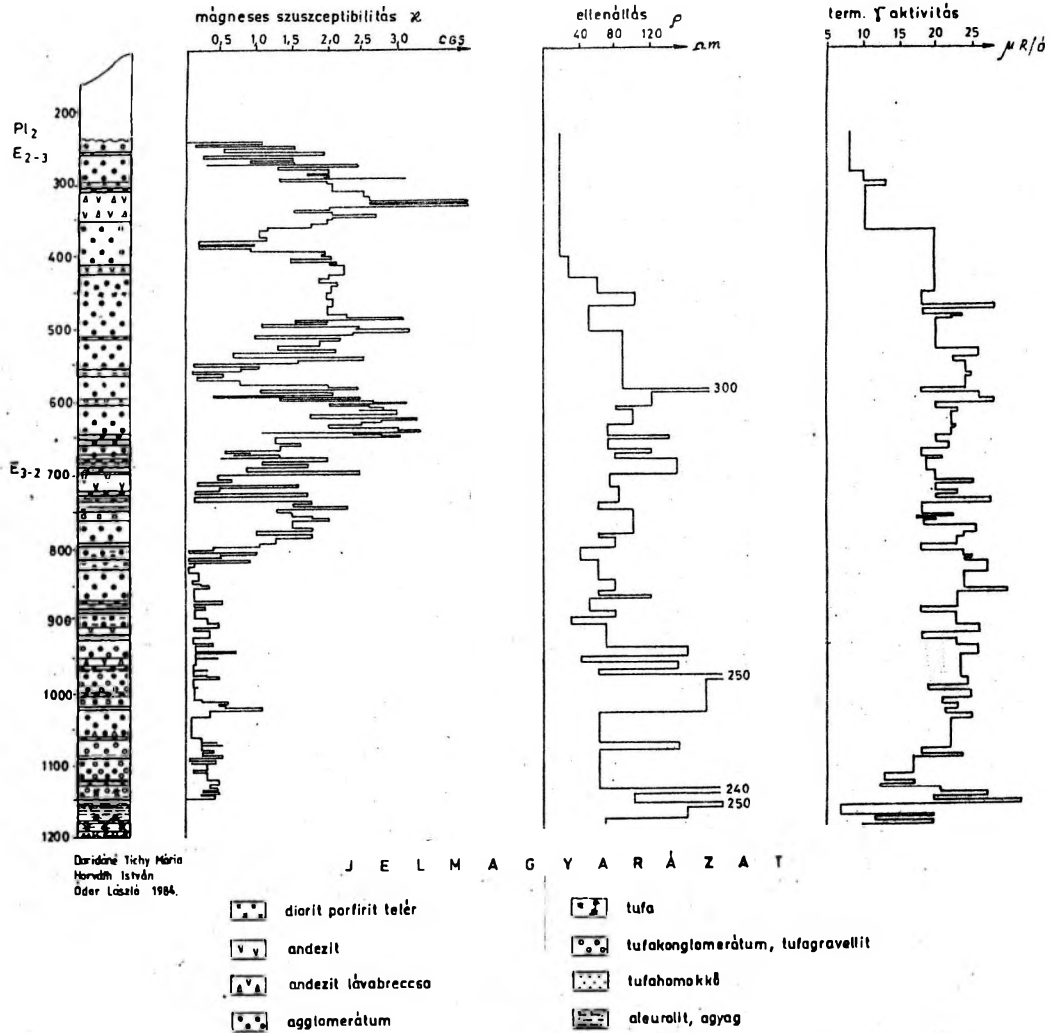 mágneses szuszceptibilitás ϰ
0,5 1,0 1,5 2,0 2,5 3,0 CGS
ellenállás ρ
40 80 120 Ωm
term. γ aktivitás
5 10 15 20 25 μR/ó
200
Pl2
E2-3
300
400
500
600
E3-2
700
800
900
1000
1100
1200
300
250
240
250
Daridáné Tichy Mária
Horváth István
Ódor László 1984.
JELMAGYARÁZAT
diorit porfirit telér
andezit
andezit lávabreccsa
agglomerátum
tufa
tufakonglomerátum, tufagravellit
tufahomokkő
aleurolit, agyag